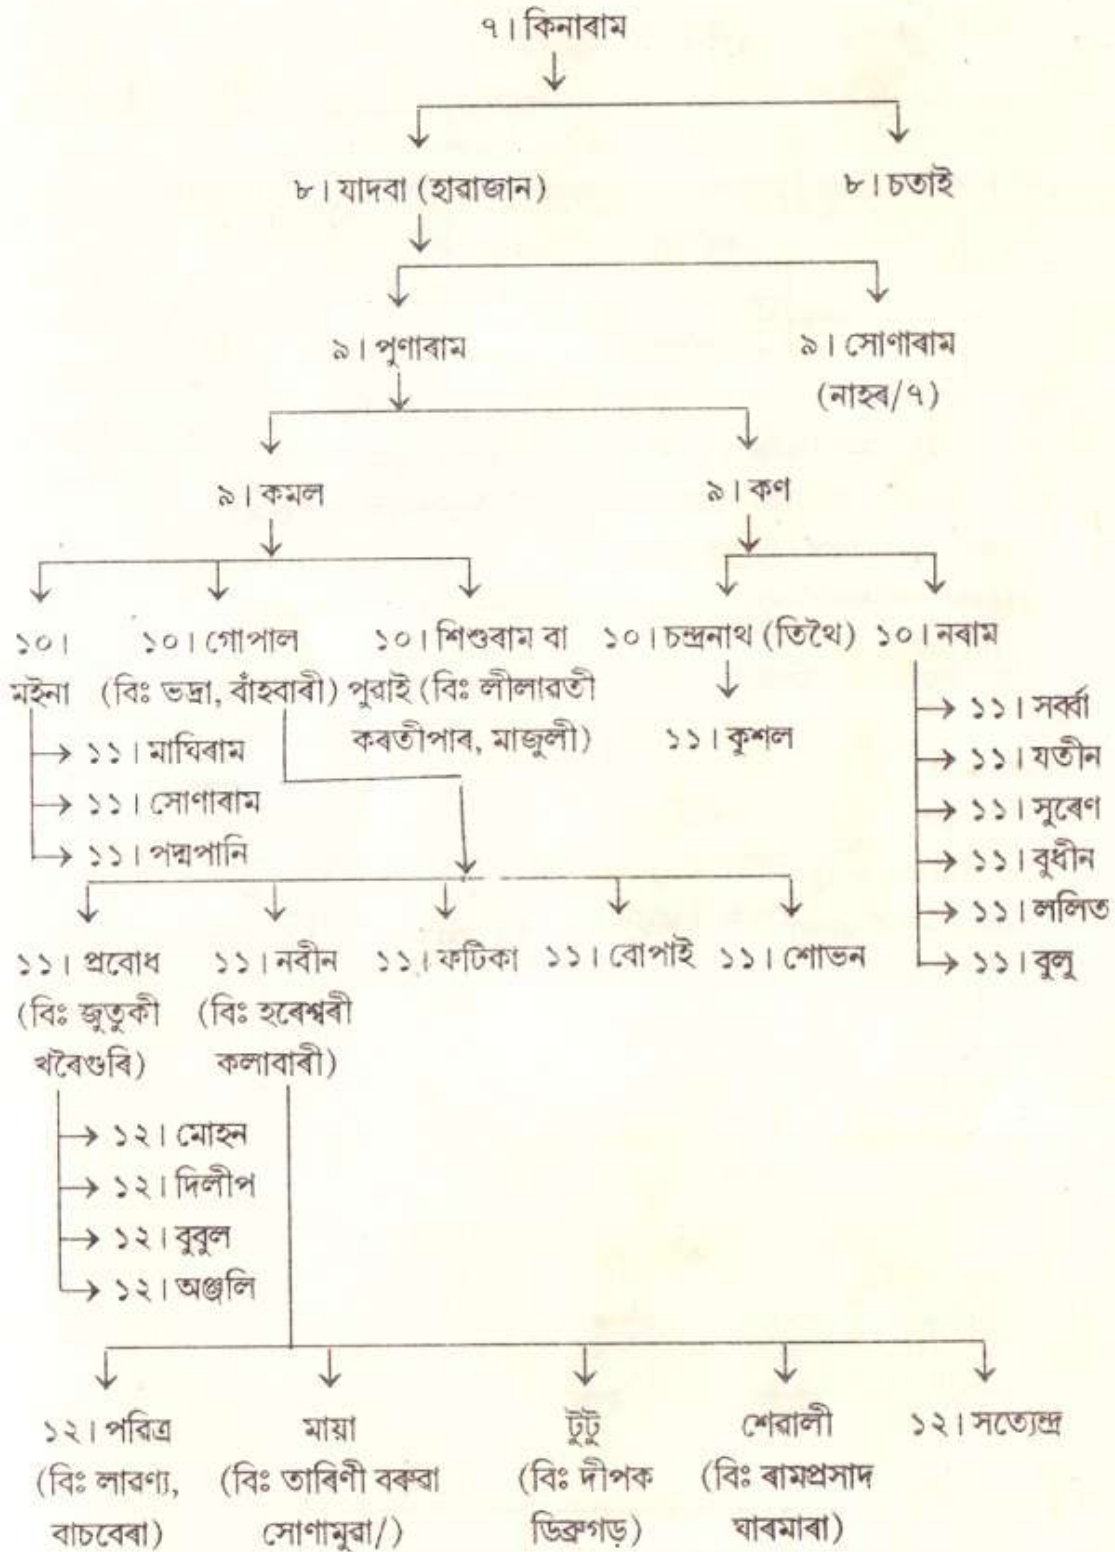 ৭। কিনাৰাম
৮। যাদবা (হাৰাজান) ৮। চতাই
৯। পুণাৰাম ৯। সোণাৰাম
(নাহৰ/৭)
৯। কমল ৯। কণ
১০। ১০। গোপাল ১০। শিশুৰাম বা ১০। চন্দ্ৰনাথ (তিথৈ) ১০। নৰাম
মইনা (বিঃ ভদ্ৰা, বাঁহবাৰী) পুৱাই (বিঃ লীলাৱতী
কৰতীপাৰ, মাজুলী) ১১। কুশল
১১। মাঘিৰাম
১১। সোণাৰাম
১১। পদ্মপানি
১১। সৰ্ব্বা
১১। যতীন
১১। সুৰেণ
১১। বুধীন
১১। ললিত
১১। বুলু
১১। প্ৰবোধ ১১। নবীন ১১। ফটিকা ১১। বোপাই ১১। শোভন
(বিঃ জুতুকী (বিঃ হৰেশ্বৰী
খৰৈগুৰি) কলাবাৰী)
১২। মোহন
১২। দিলীপ
১২। বুবুল
১২। অঞ্জলি
১২। পৱিত্ৰ মায়া টুটু শেৱালী ১২। সত্যেন্দ্ৰ
(বিঃ লাৱণ্য, (বিঃ তাৰিণী বৰুৱা (বিঃ দীপক (বিঃ ৰামপ্ৰসাদ
বাচবেৰা) সোণামুৱা/) ডিব্ৰুগড়) ঘাৰমাৰা)